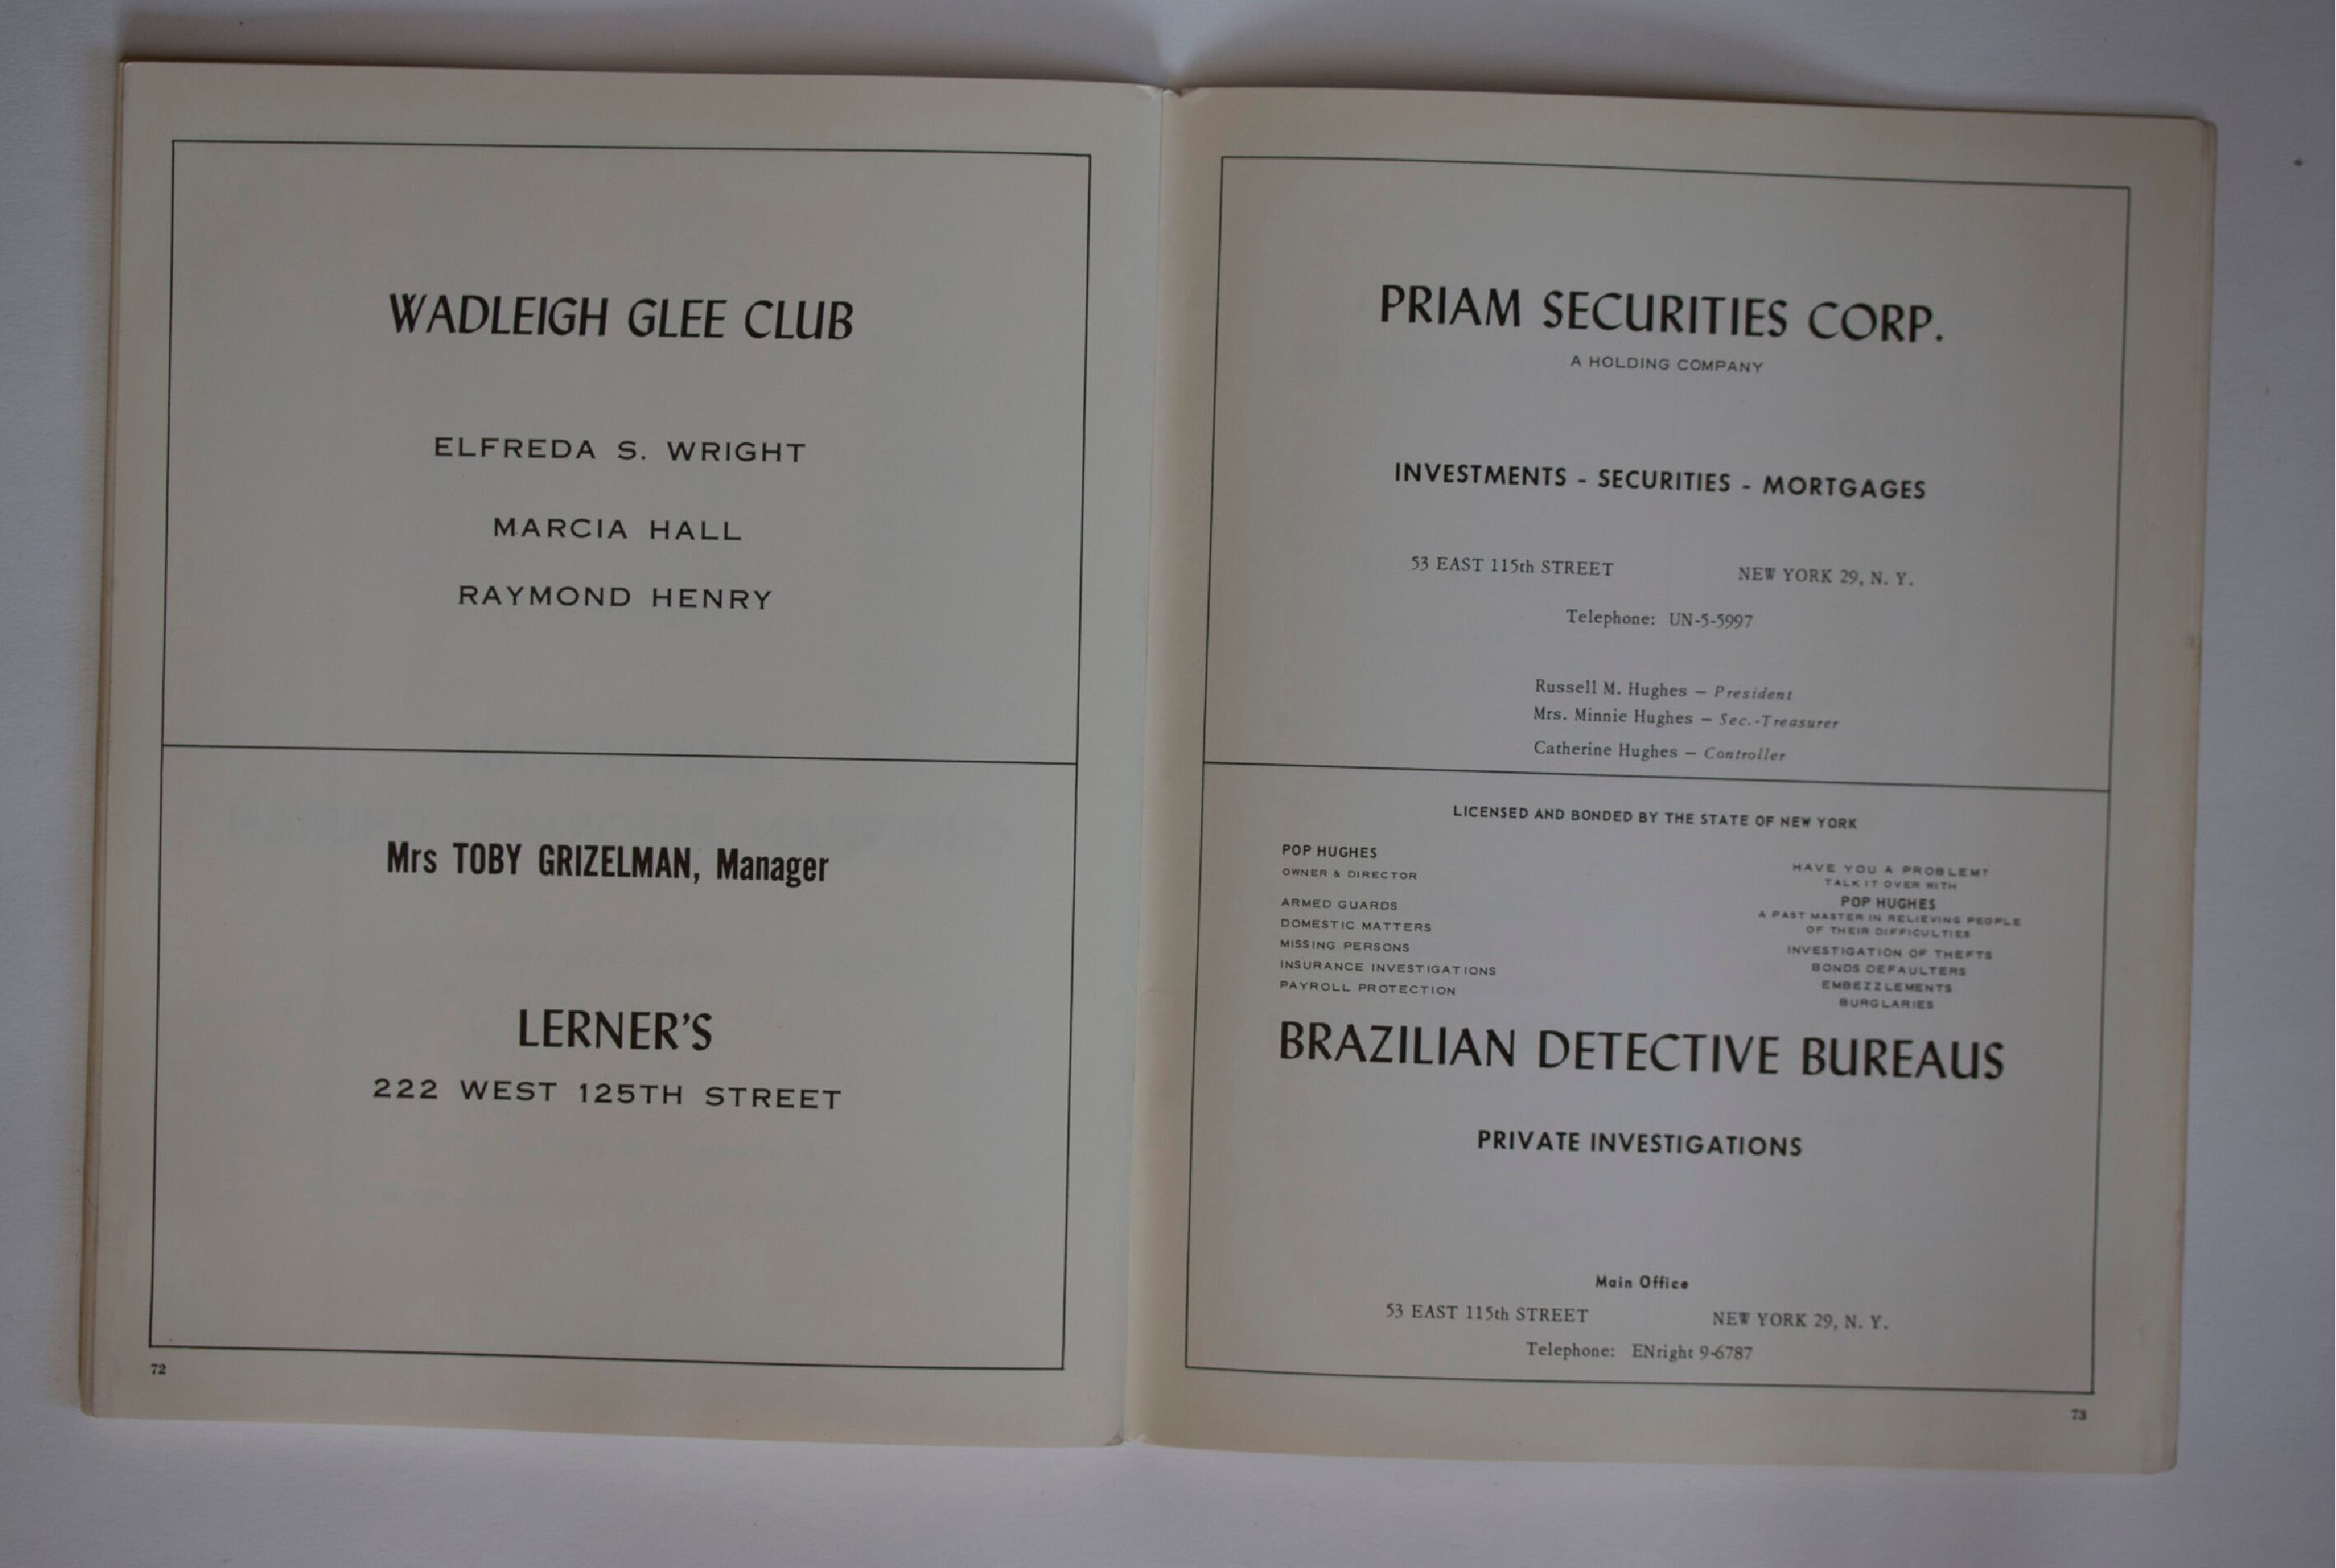 WADLEIGH GLEE CLUB
ELFREDA S. WRIGHT
MARCIA HALL
RAYMOND HENRY
Mrs TOBY GRIZELMAN, Manager
LERNER'S
222 WEST 125TH STREET
72
PRIAM SECURITIES CORP.
A HOLDING COMPANY
INVESTMENTS - SECURITIES - MORTGAGES
53 EAST 115th STREET NEW YORK 29, N. Y.
Telephone: UN-5-5997
Russell M. Hughes — President
Mrs. Minnie Hughes — Sec.-Treasurer
Catherine Hughes — Controller
LICENSED AND BONDED BY THE STATE OF NEW YORK
POP HUGHES
OWNER & DIRECTOR
ARMED GUARDS
DOMESTIC MATTERS
MISSING PERSONS
INSURANCE INVESTIGATIONS
PAYROLL PROTECTION
HAVE YOU A PROBLEM?
TALK IT OVER WITH
POP HUGHES
A PAST MASTER IN RELIEVING PEOPLE
OF THEIR DIFFICULTIES
INVESTIGATION OF THEFTS
BONDS DEFAULTERS
EMBEZZLEMENTS
BURGLARIES
BRAZILIAN DETECTIVE BUREAUS
PRIVATE INVESTIGATIONS
Main Office
53 EAST 115th STREET NEW YORK 29, N. Y.
Telephone: ENright 9-6787
73